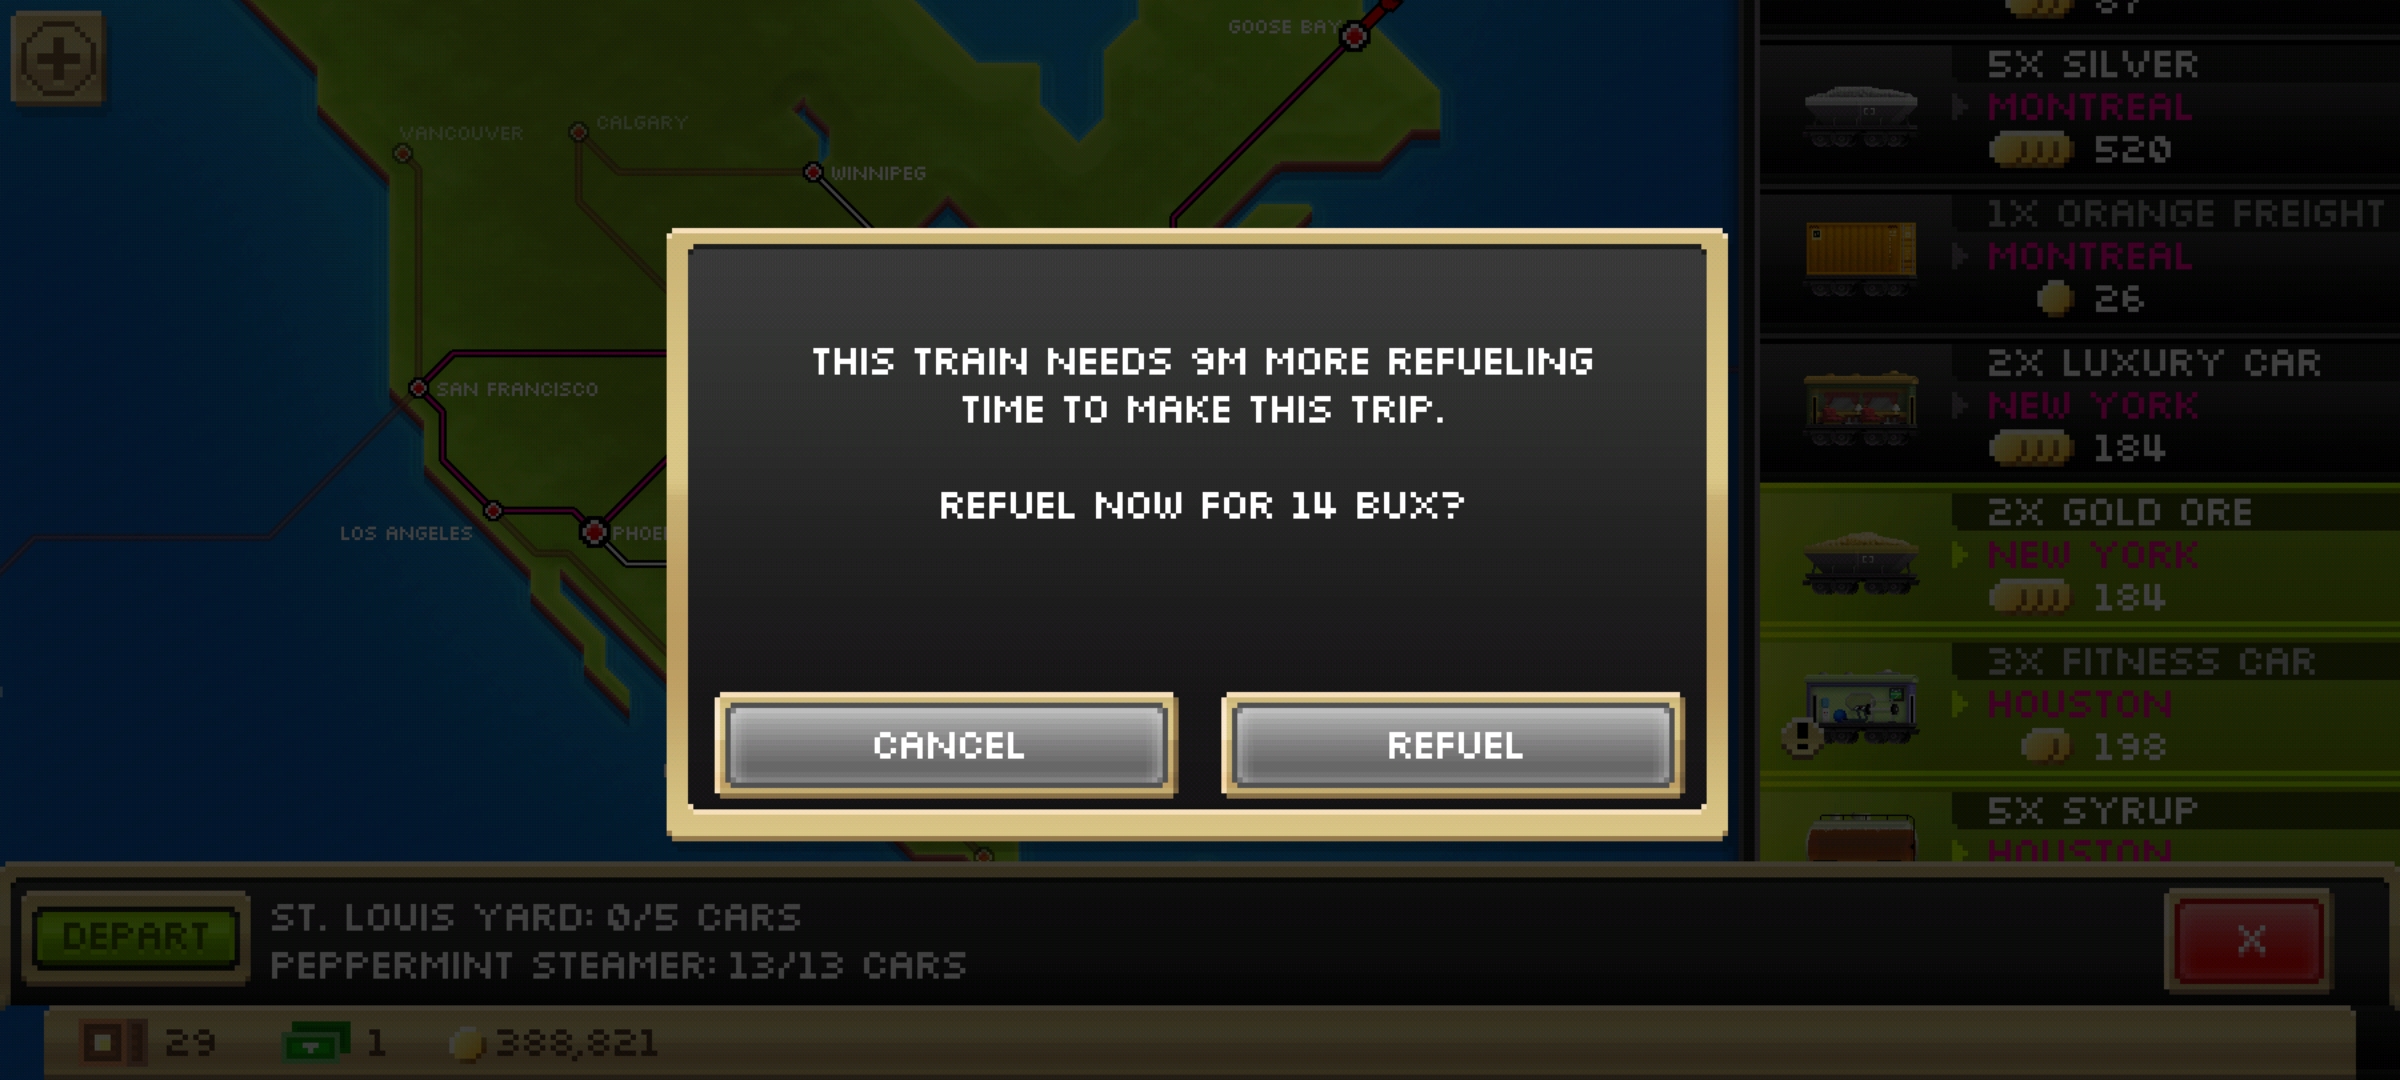 GOOSE BAY
VANCOUVER
CALGARY
WINNIPEG
SAN FRANCISCO
LOS ANGELES
THIS TRAIN NEEDS 9M MORE REFUELING
TIME TO MAKE THIS TRIP.
REFUEL NOW FOR 14 BUX?
CANCEL
REFUEL
87
5X SILVER
MONTREAL
520
1X ORANGE FREIGHT
MONTREAL
26
2X LUXURY CAR
NEW YORK
184
2X GOLD ORE
NEW YORK
184
3X FITNESS CAR
HOUSTON
198
5X SYRUP
HOUSTON
DEPART
ST. LOUIS YARD: 0/5 CARS
PEPPERMINT STEAMER: 13/13 CARS
X
29
1
388,821